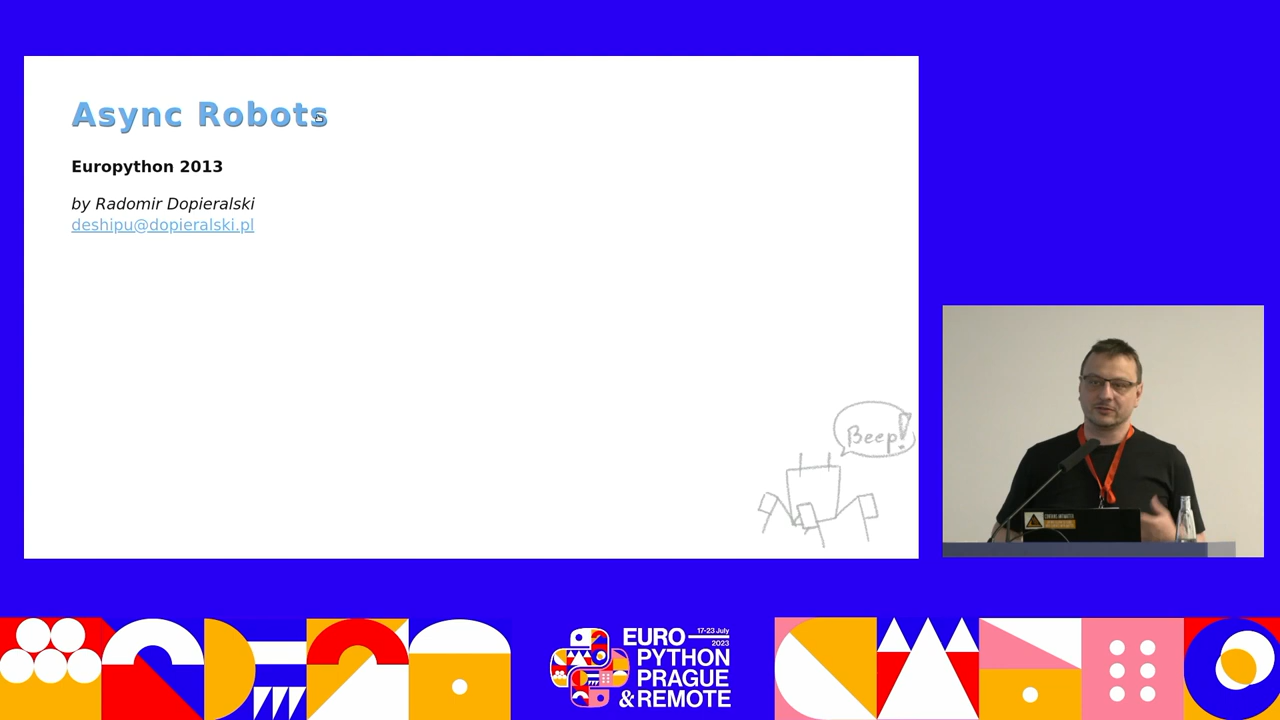 Async Robots
Europython 2013
by Radomir Dopieralski
deshipu@dopieralski.pl
Beep!
17-23 July
2023
EURO
PYTHON
PRAGUE
& REMOTE